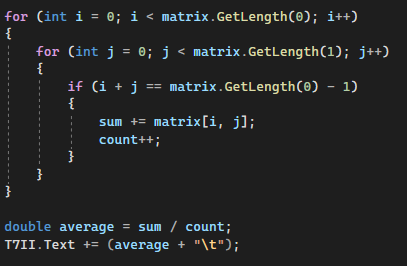 for (int i = 0; i < matrix.GetLength(0); i++)
{
    for (int j = 0; j < matrix.GetLength(1); j++)
    {
        if (i + j == matrix.GetLength(0) - 1)
        {
            sum += matrix[i, j];
            count++;
        }
    }
}

double average = sum / count;
T7II.Text += (average + "\t");